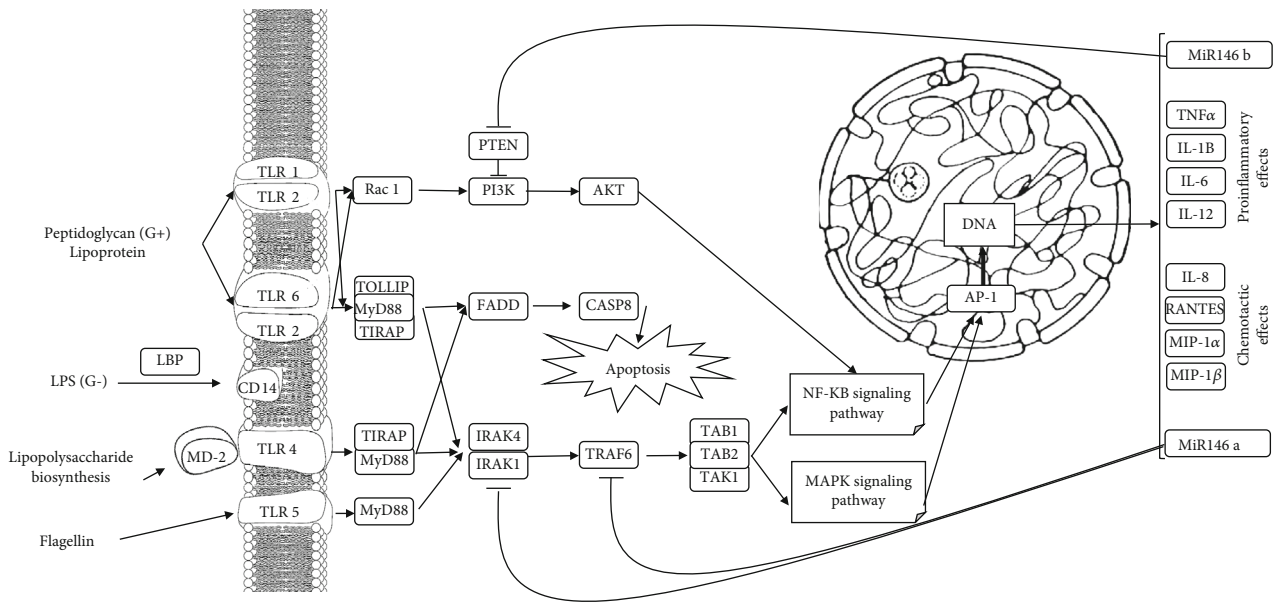 Peptidoglycan (G+)
Lipoprotein
LPS (G-)
LBP
Lipopolysaccharide
biosynthesis
MD-2
Flagellin
TLR 1
TLR 2
TLR 6
TLR 2
CD14
TLR 4
TLR 5
Rac 1
TOLLIP
MyD88
TIRAP
TIRAP
MyD88
MyD88
PTEN
PI3K
AKT
FADD
CASP8
Apoptosis
IRAK4
IRAK1
TRAF6
TAB1
TAB2
TAK1
NF-KB signaling
pathway
MAPK signaling
pathway
DNA
AP-1
MiR146 b
TNFα
IL-1B
IL-6
IL-12
Proinflammatory
effects
IL-8
RANTES
MIP-1α
MIP-1β
Chemotactic
effects
MiR146 a